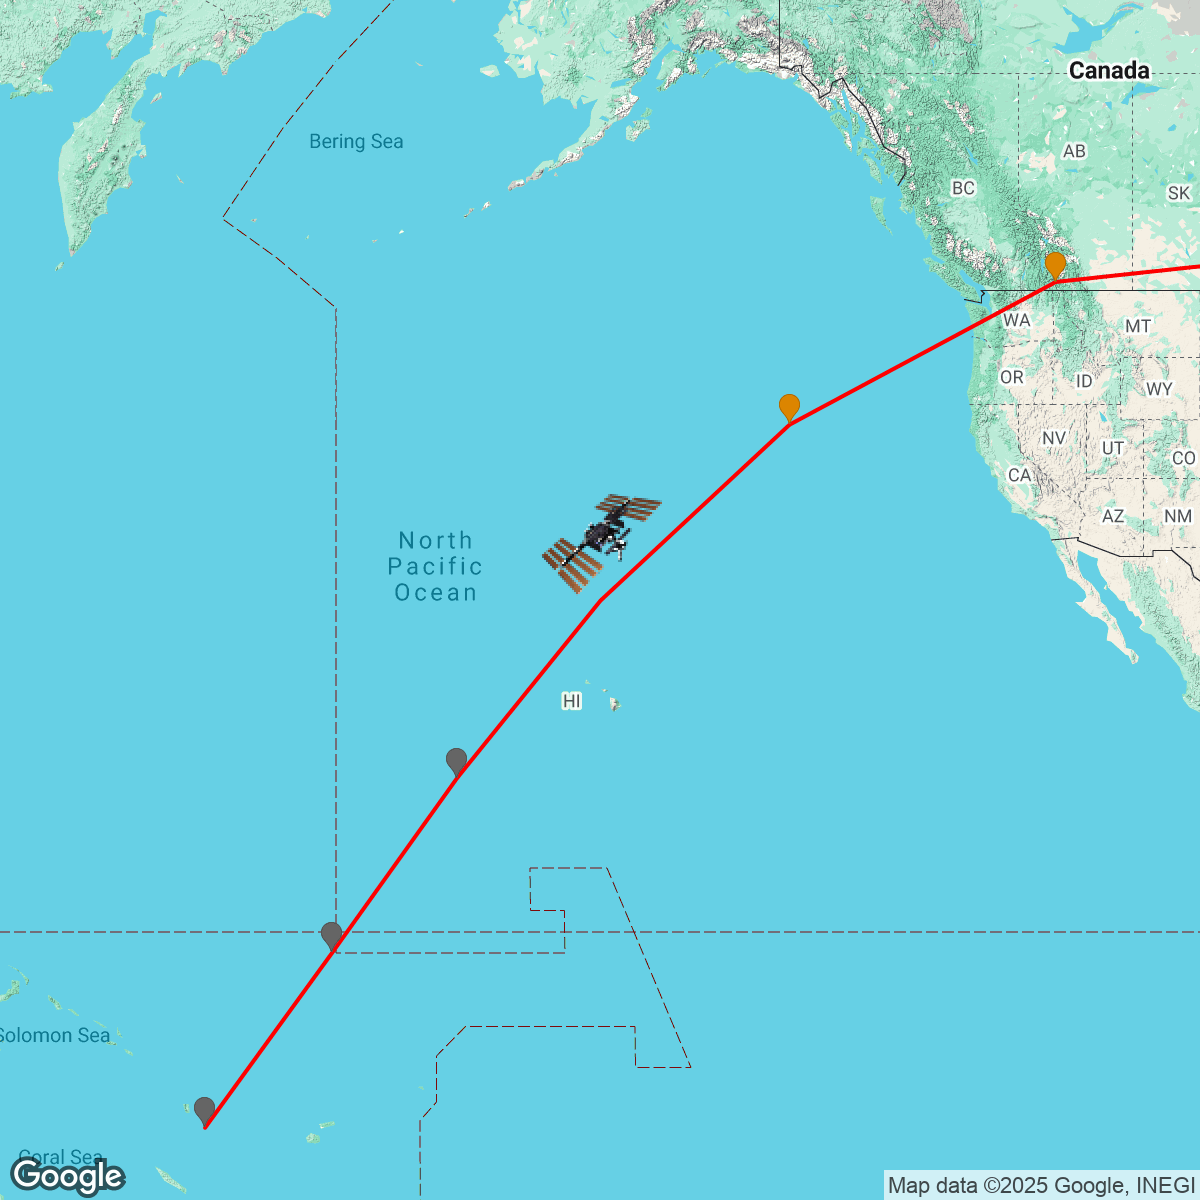 Canada
Bering Sea
AB
BC
SK
WA
MT
OR
ID
WY
NV
UT
CO
CA
AZ
NM
North
Pacific
Ocean
HI
Solomon Sea
Coral Sea
Google
Map data ©2025 Google, INEGI